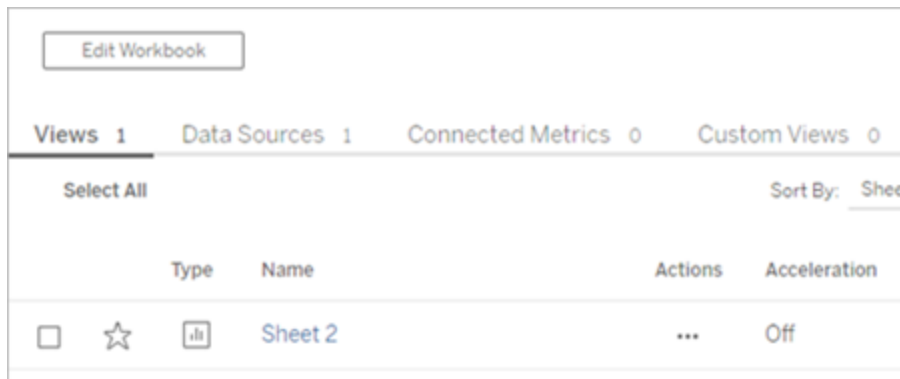 Edit Workbook
Views 1 Data Sources 1 Connected Metrics 0 Custom Views 0
Select All Sort By:
Type Name Actions Acceleration
Sheet 2 ... Off